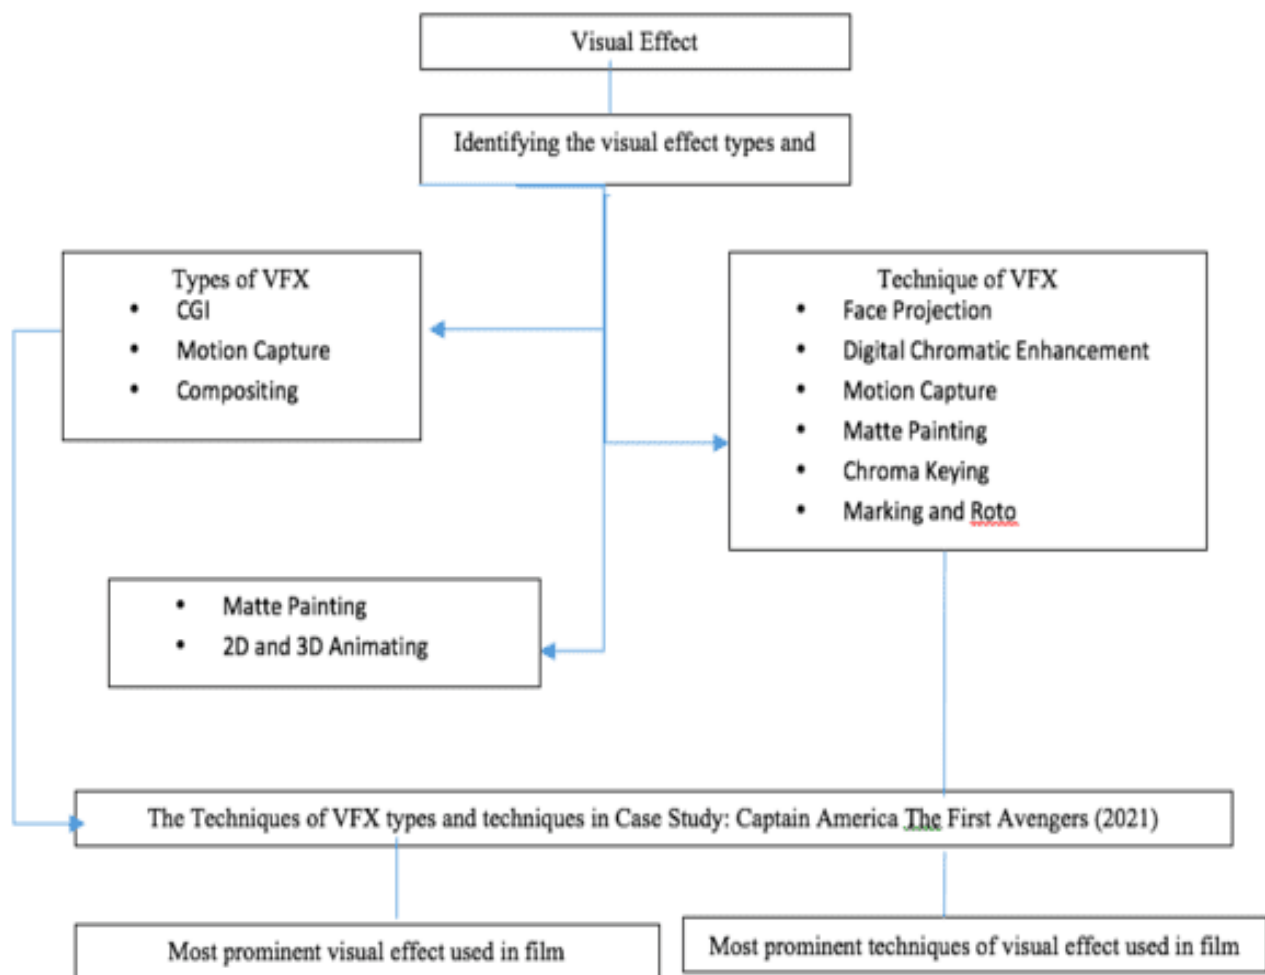 Visual Effect
Identifying the visual effect types and
Types of VFX
• CGI
• Motion Capture
• Compositing
Technique of VFX
• Face Projection
• Digital Chromatic Enhancement
• Motion Capture
• Matte Painting
• Chroma Keying
• Marking and Roto
• Matte Painting
• 2D and 3D Animating
The Techniques of VFX types and techniques in Case Study: Captain America The First Avengers (2021)
Most prominent visual effect used in film
Most prominent techniques of visual effect used in film